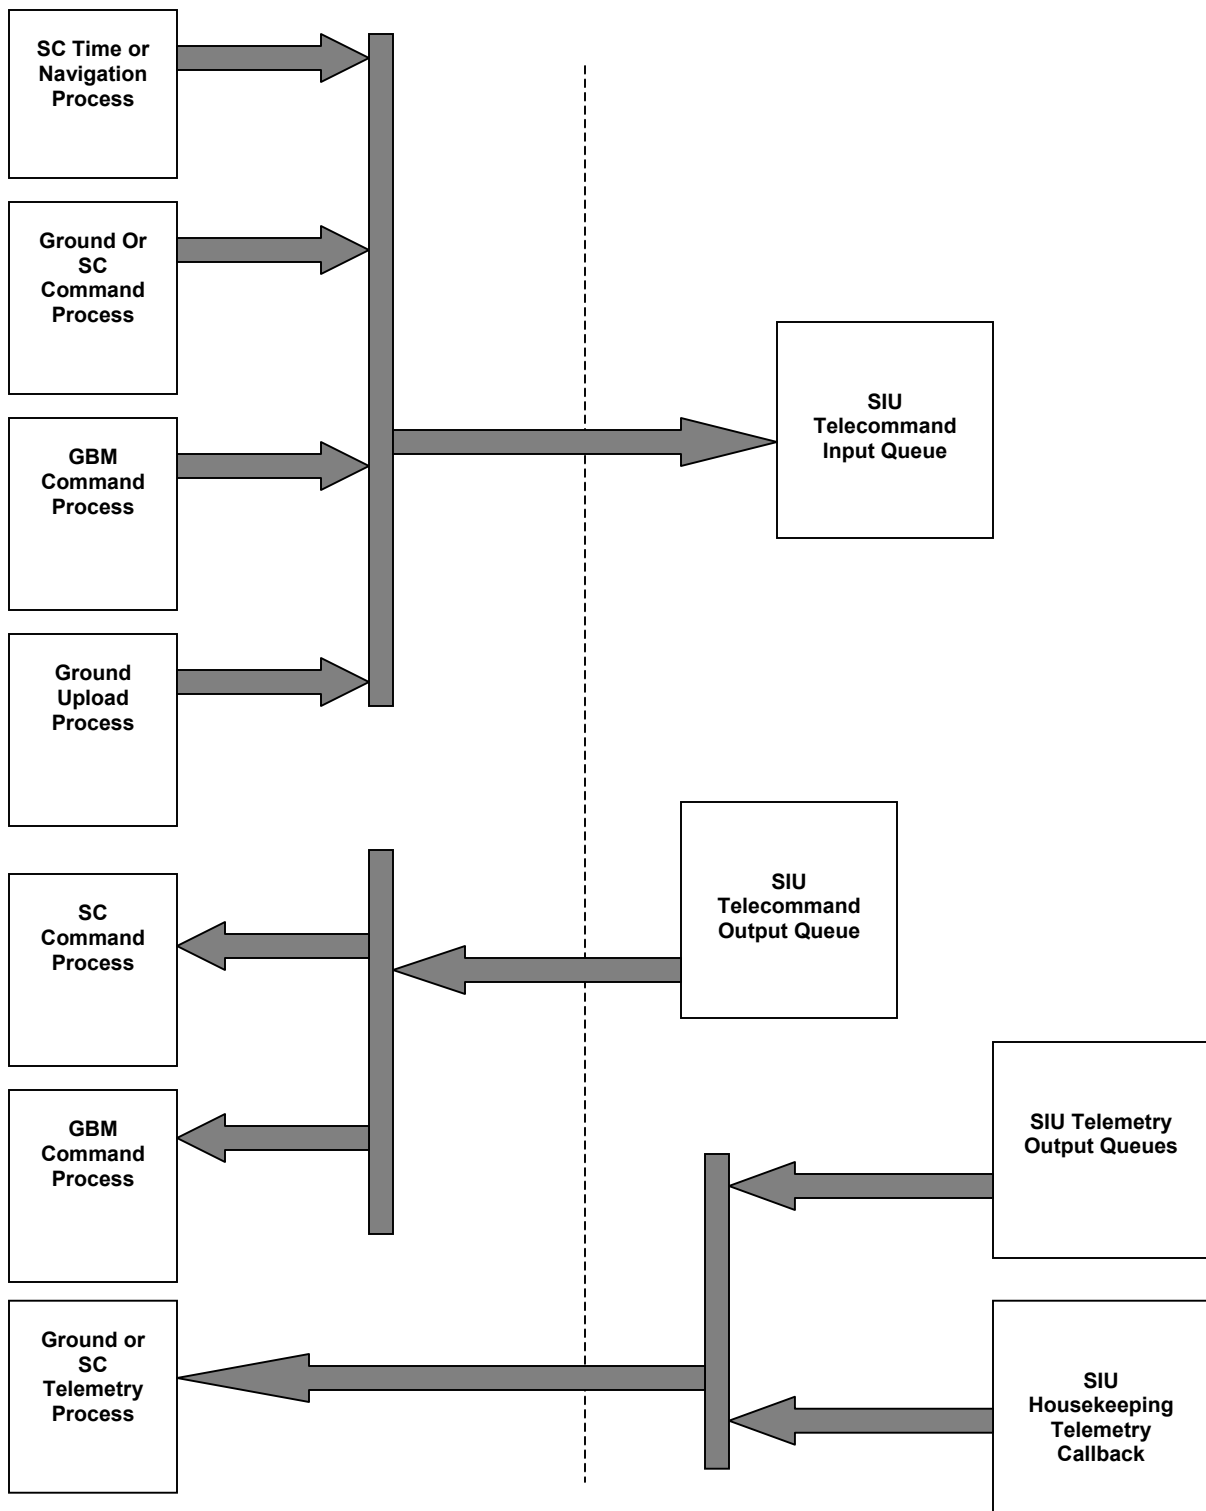 SC Time or
Navigation
Process
Ground Or
SC
Command
Process
GBM
Command
Process
Ground
Upload
Process
SIU
Telecommand
Input Queue
SC
Command
Process
GBM
Command
Process
SIU
Telecommand
Output Queue
SIU Telemetry
Output Queues
Ground or
SC
Telemetry
Process
SIU
Housekeeping
Telemetry
Callback